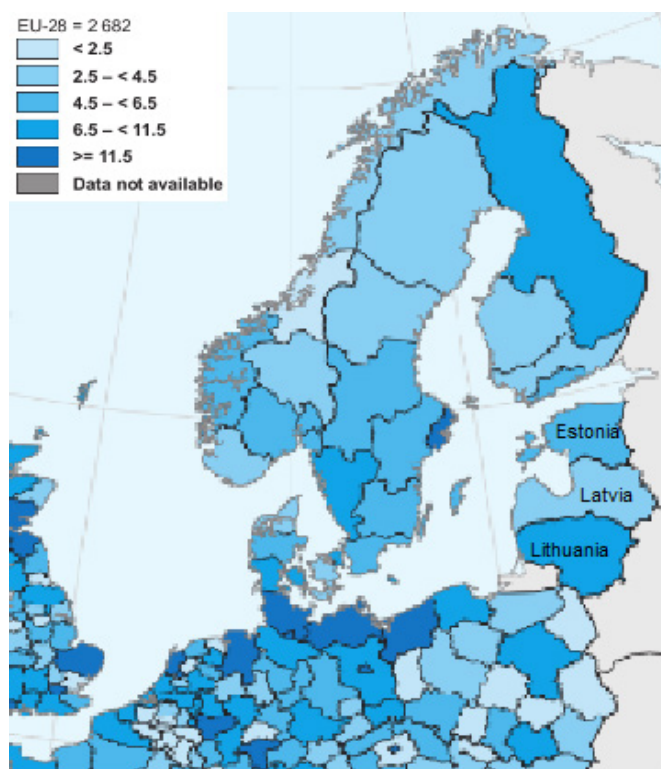 EU-28 = 2 682
< 2.5
2.5 – < 4.5
4.5 – < 6.5
6.5 – < 11.5
>= 11.5
Data not available
Estonia
Latvia
Lithuania